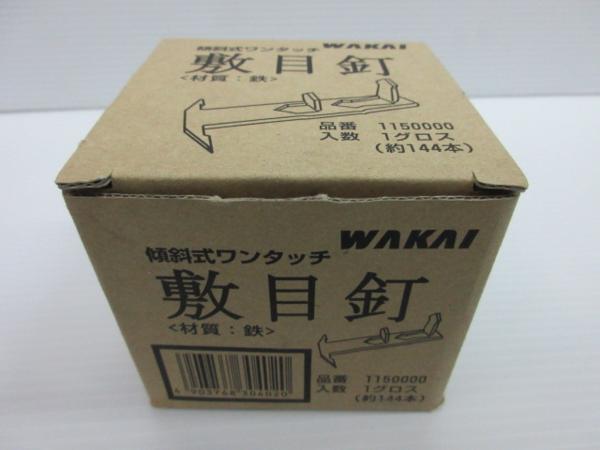 傾斜式ワンタッチ WAKAI
敷目釘
<材質:鉄>
品番 1150000
入数 1グロス
(約144本)
傾斜式ワンタッチ WAKAI
敷目釘
<材質:鉄>
4 903768 304020
品番 1150000
入数 1グロス
(約144本)